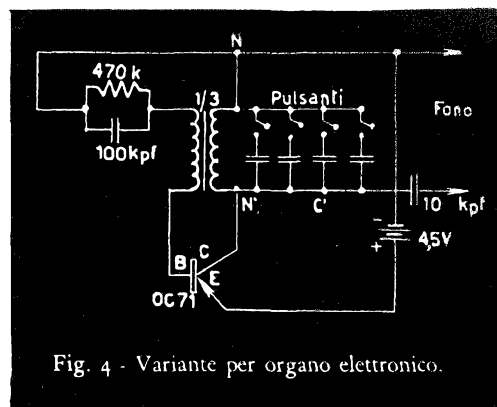 N
470 k
1/3
Pulsanti
Fono
100kpf
N'
C'
10 kpf
-
+
4,5V
B
C
E
OC71
Fig. 4 - Variante per organo elettronico.